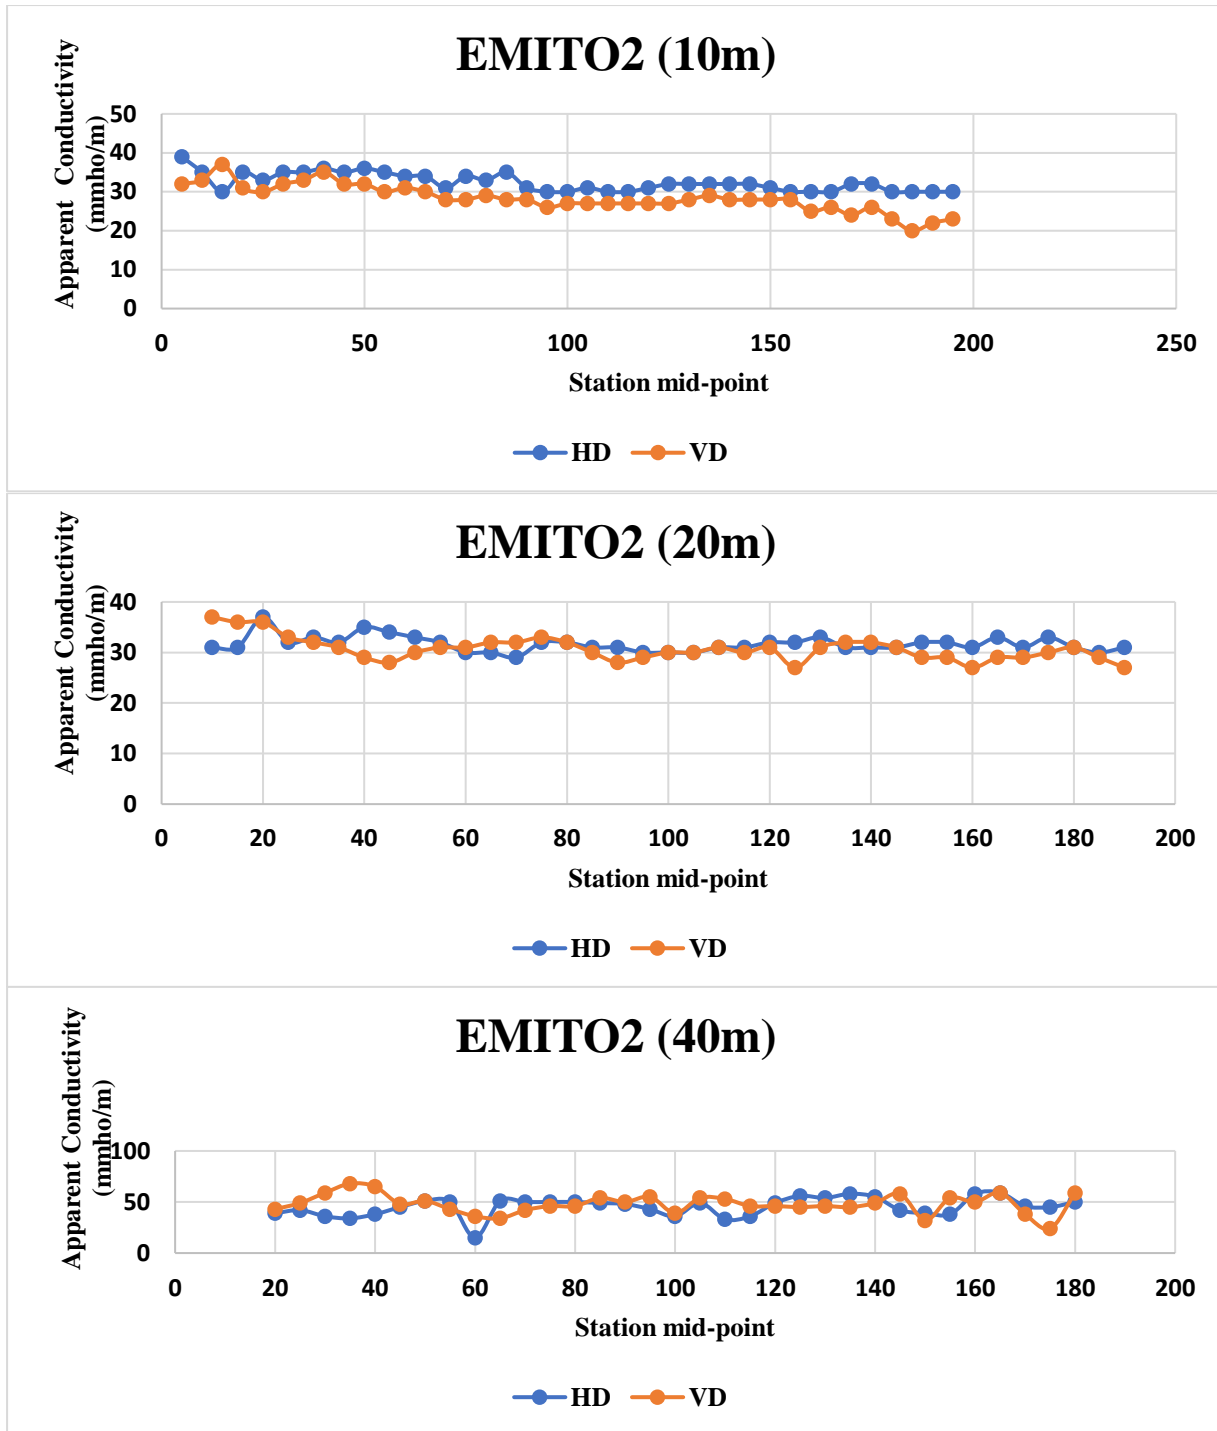 EMITO2 (10m)
Apparent Conductivity
(mmho/m)
50
40
30
20
10
0
0 50 100 150 200 250
Station mid-point
HD VD
EMITO2 (20m)
Apparent Conductivity
(mmho/m)
40
30
20
10
0
0 20 40 60 80 100 120 140 160 180 200
Station mid-point
HD VD
EMITO2 (40m)
Apparent Conductivity
(mmho/m)
100
50
0
0 20 40 60 80 100 120 140 160 180 200
Station mid-point
HD VD